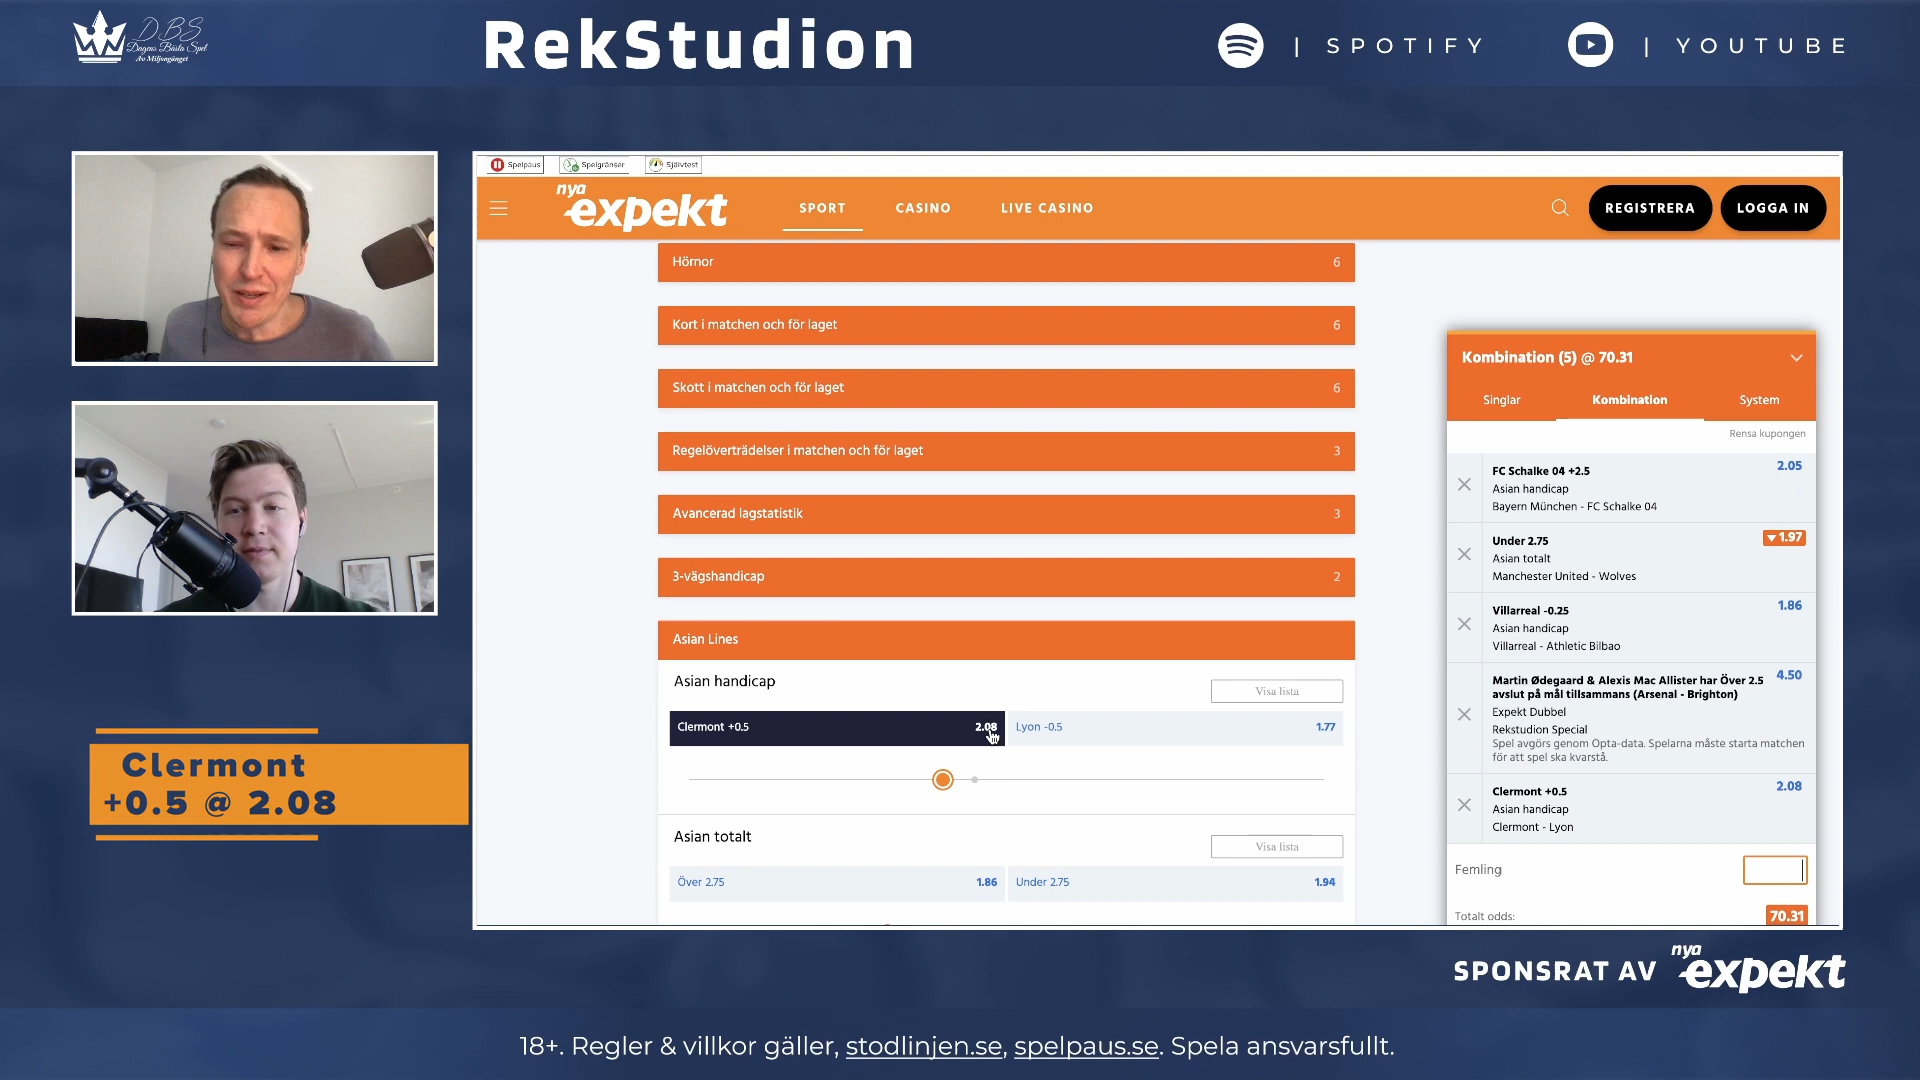 DBS
Dagens Bästa Spel
Av Miljongänget
RekStudion
| SPOTIFY
| YOUTUBE
Spelpaus
Spelgränser
Självtest
nya
expekt
SPORT
CASINO
LIVE CASINO
REGISTRERA
LOGGA IN
Hörnor 6
Kort i matchen och för laget 6
Skott i matchen och för laget 6
Regelöverträdelser i matchen och för laget 3
Avancerad lagstatistik 3
3-vägshandicap 2
Asian Lines
Asian handicap
Visa lista
Clermont +0.5 2.08
Lyon -0.5 1.77
Asian totalt
Visa lista
Över 2.75 1.86
Under 2.75 1.94
Kombination (5) @ 70.31
Singlar
Kombination
System
Rensa kupongen
FC Schalke 04 +2.5 2.05
Asian handicap
Bayern München - FC Schalke 04
Under 2.75 1.97
Asian totalt
Manchester United - Wolves
Villarreal -0.25 1.86
Asian handicap
Villarreal - Athletic Bilbao
Martin Ødegaard & Alexis Mac Allister har Över 2.5 4.50
avslut på mål tillsammans (Arsenal - Brighton)
Expekt Dubbel
Rekstudion Special
Spel avgörs genom Opta-data. Spelarna måste starta matchen
för att spel ska kvarstå.
Clermont +0.5 2.08
Asian handicap
Clermont - Lyon
Femling
Totalt odds: 70.31
Clermont
+0.5 @ 2.08
SPONSRAT AV
nya
expekt
18+. Regler & villkor gäller, stodlinjen.se, spelpaus.se. Spela ansvarsfullt.